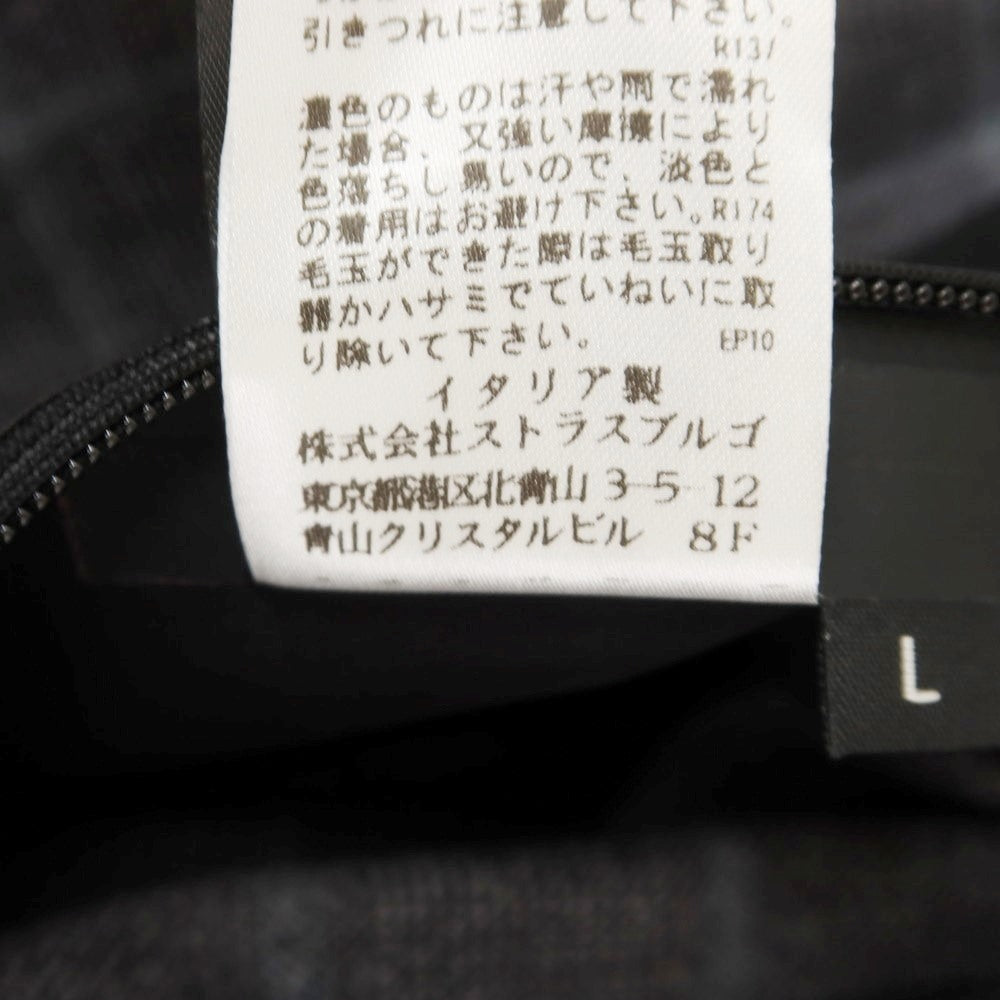 引きつれに注意して下さい。
R137
濃色のものは汗や雨で濡れ
た場合、又強い摩擦により
色落ちし易いので、淡色と
の着用はお避け下さい。R174
毛玉ができた際は毛玉取り
器かハサミでていねいに取
り除いて下さい。 EP10
イタリア製
株式会社ストラスブルゴ
東京都港区北青山 3-5-12
青山クリスタルビル 8F
L